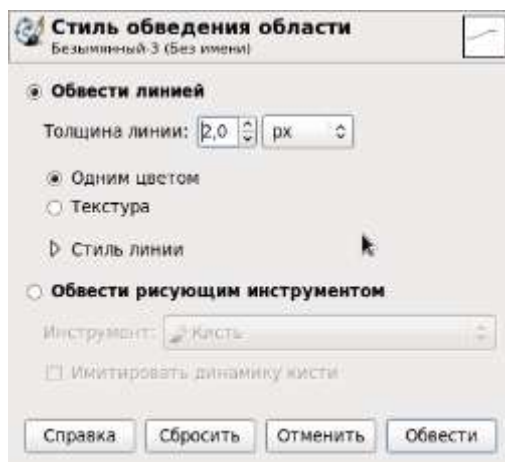 Стиль обведения области
Безымянный-3 (Без имени)
Обвести линией
Толщина линии: 2,0 px
Одним цветом
Текстура
Стиль линии
Обвести рисующим инструментом
Инструмент: Кисть
Имитировать динамику кисти
Справка Сбросить Отменить Обвести